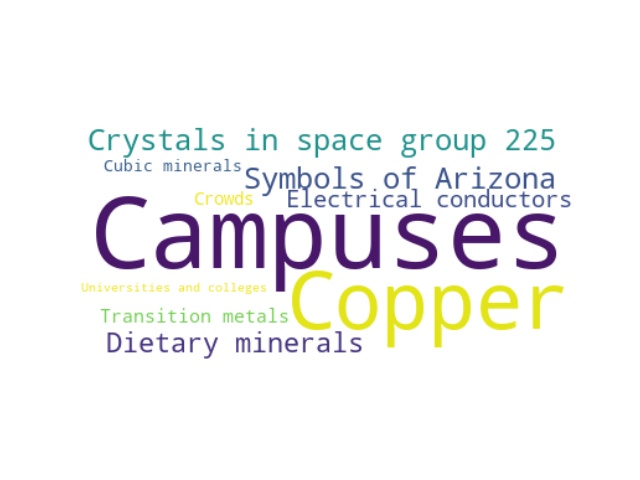 Crystals in space group 225
Cubic minerals
Symbols of Arizona
Crowds
Electrical conductors
Campuses
Universities and colleges
Copper
Transition metals
Dietary minerals